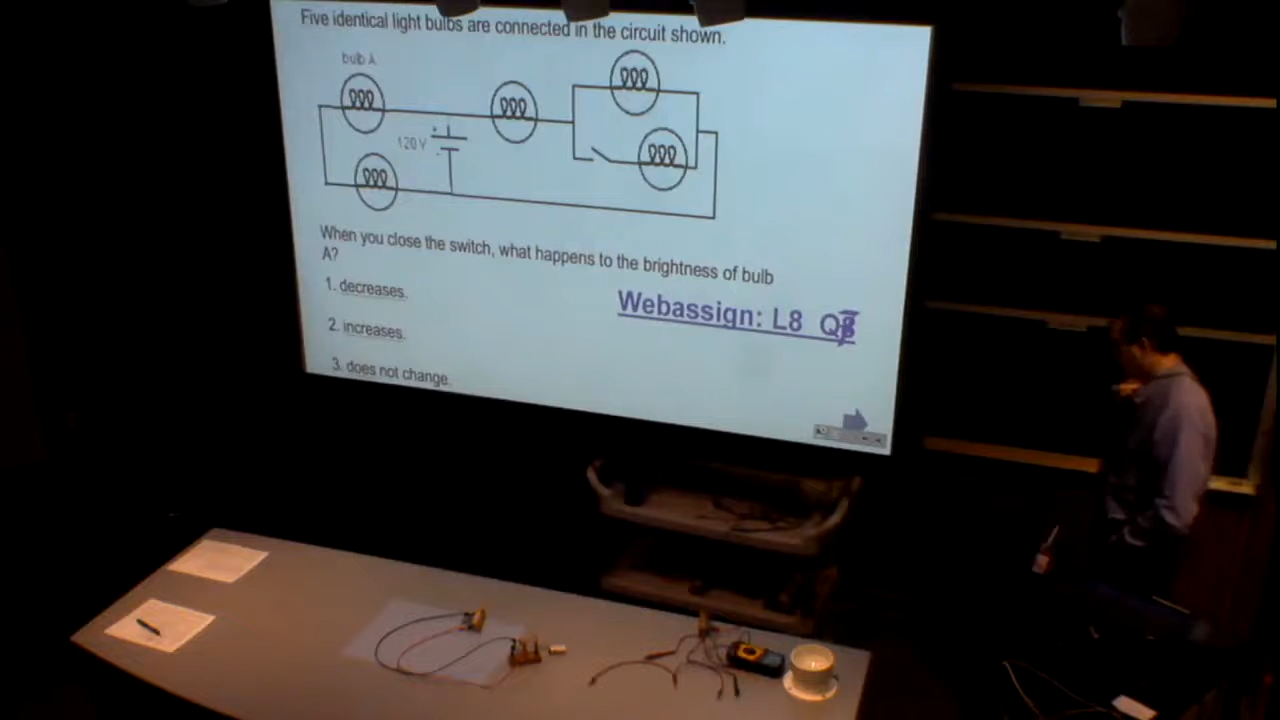 Five identical light bulbs are connected in the circuit shown.
bulb A
120 V
When you close the switch, what happens to the brightness of bulb
A?
1. decreases.
2. increases.
3. does not change.
Webassign: L8